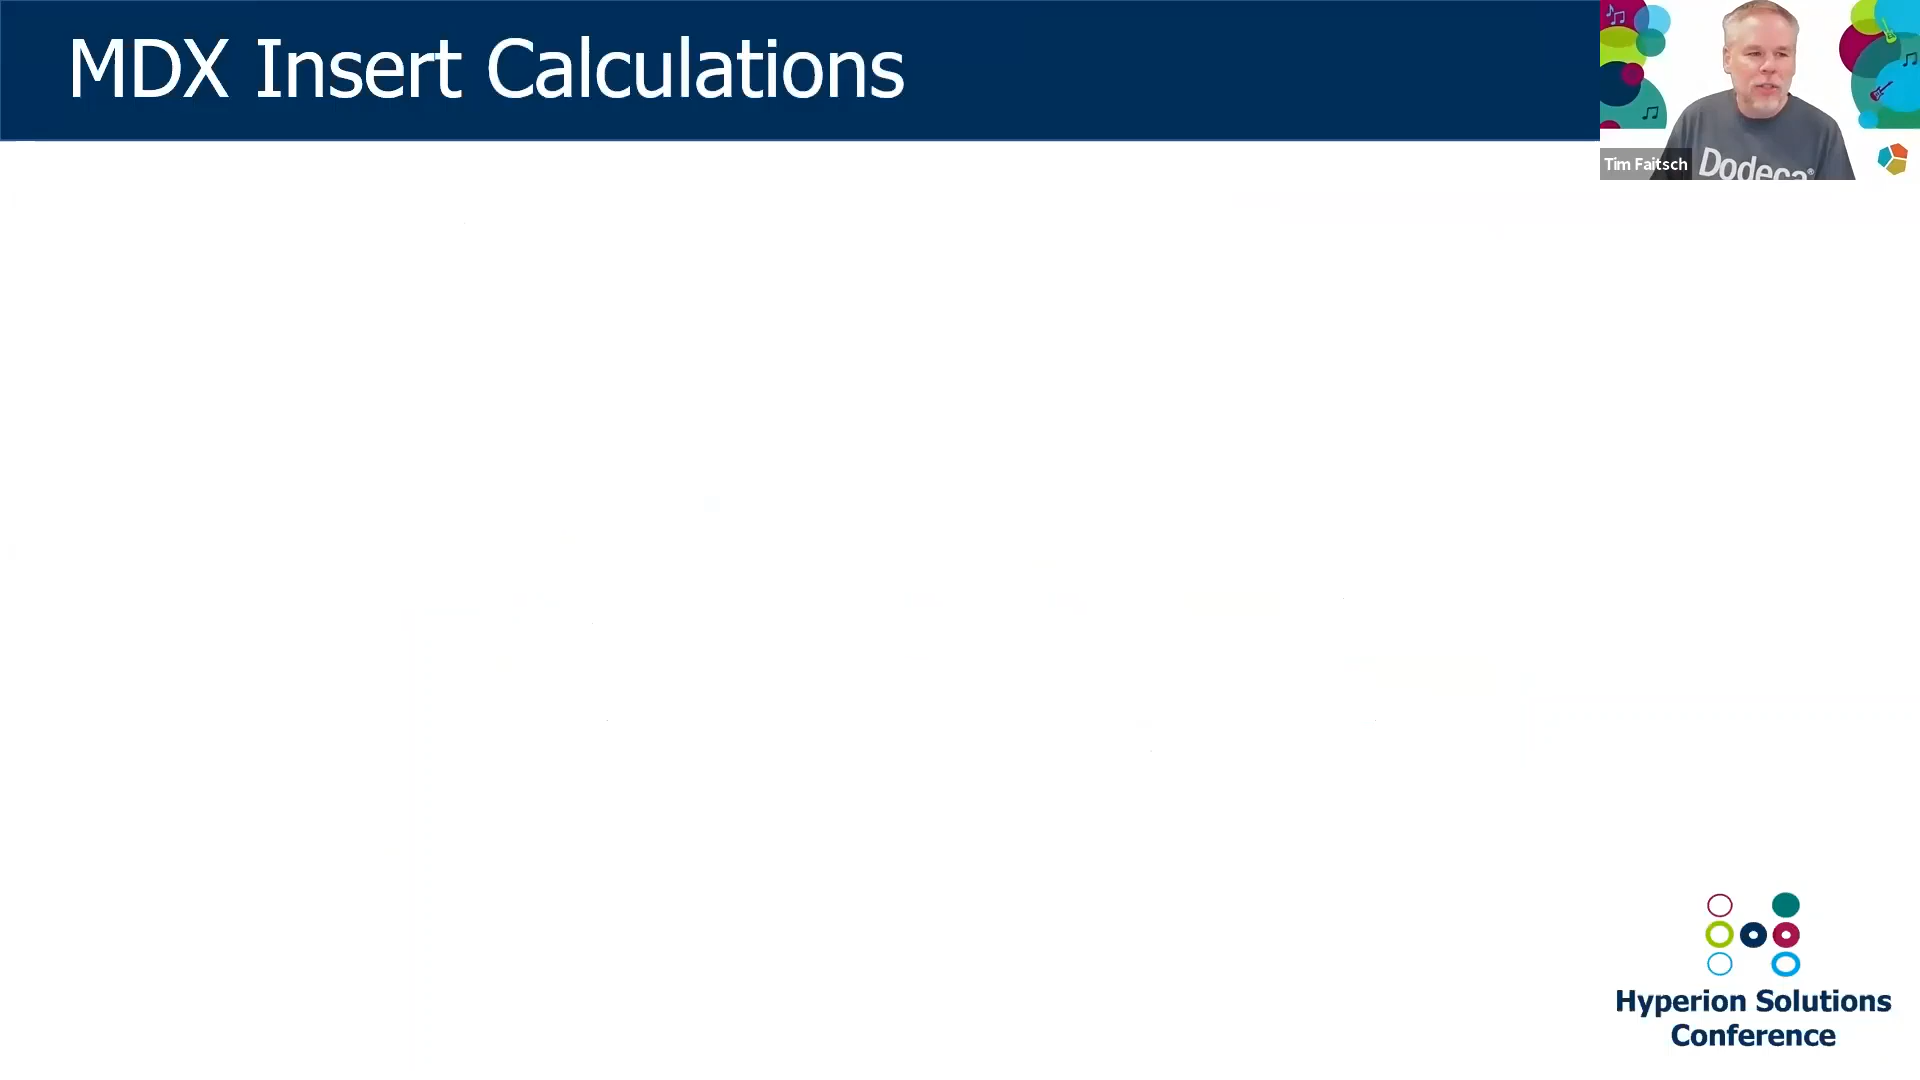 MDX Insert Calculations
Tim Faitsch
Dodeca®
Hyperion Solutions
Conference